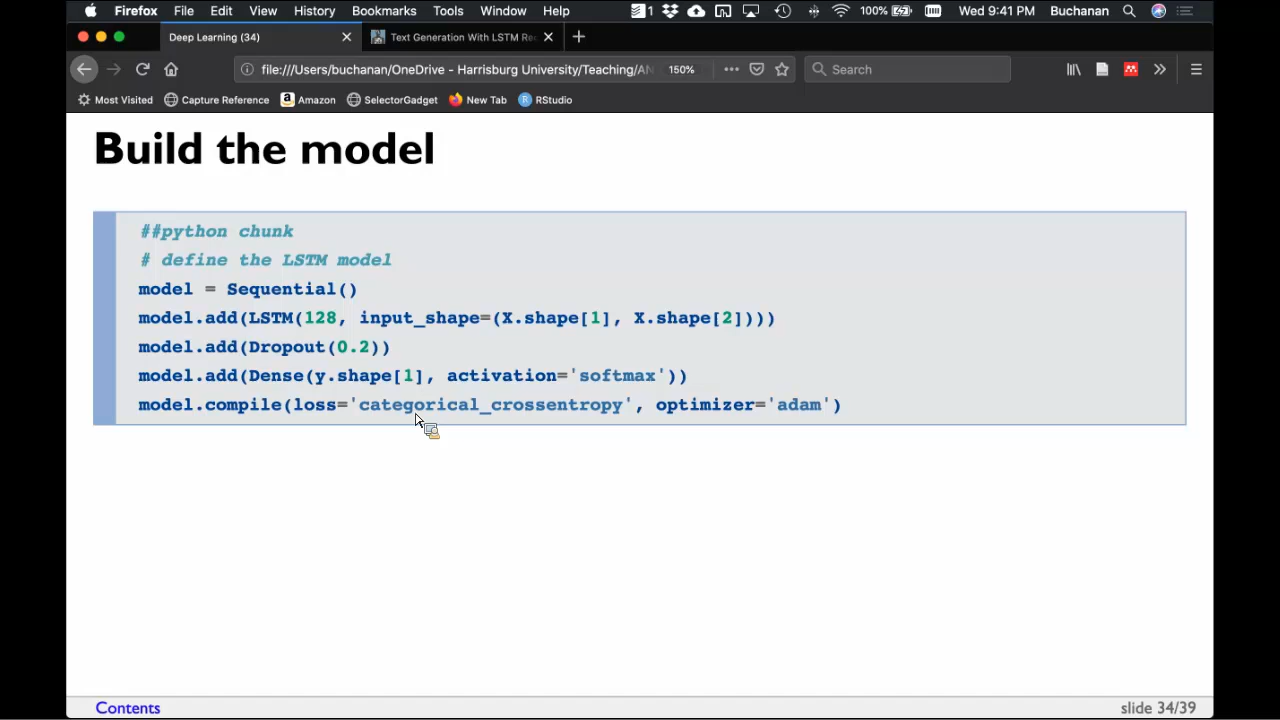 Firefox File Edit View History Bookmarks Tools Window Help 1 100% Wed 9:41 PM Buchanan
Deep Learning (34) Text Generation With LSTM Re
file:///Users/buchanan/OneDrive - Harrisburg University/Teaching/AN 150% Search
Most Visited Capture Reference Amazon SelectorGadget New Tab RStudio
Build the model
##python chunk
# define the LSTM model
model = Sequential()
model.add(LSTM(128, input_shape=(X.shape[1], X.shape[2])))
model.add(Dropout(0.2))
model.add(Dense(y.shape[1], activation='softmax'))
model.compile(loss='categorical_crossentropy', optimizer='adam')
Contents slide 34/39